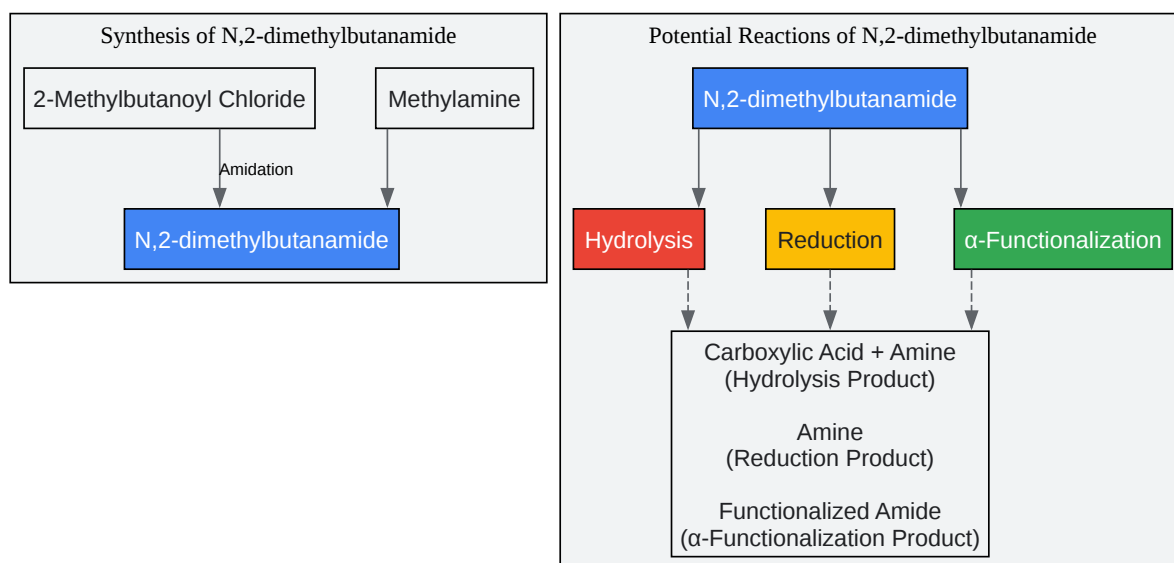 Synthesis of N,2-dimethylbutanamide
2-Methylbutanoyl Chloride
Methylamine
Amidation
N,2-dimethylbutanamide
Potential Reactions of N,2-dimethylbutanamide
N,2-dimethylbutanamide
Hydrolysis
Reduction
α-Functionalization
Carboxylic Acid + Amine
(Hydrolysis Product)
Amine
(Reduction Product)
Functionalized Amide
(α-Functionalization Product)